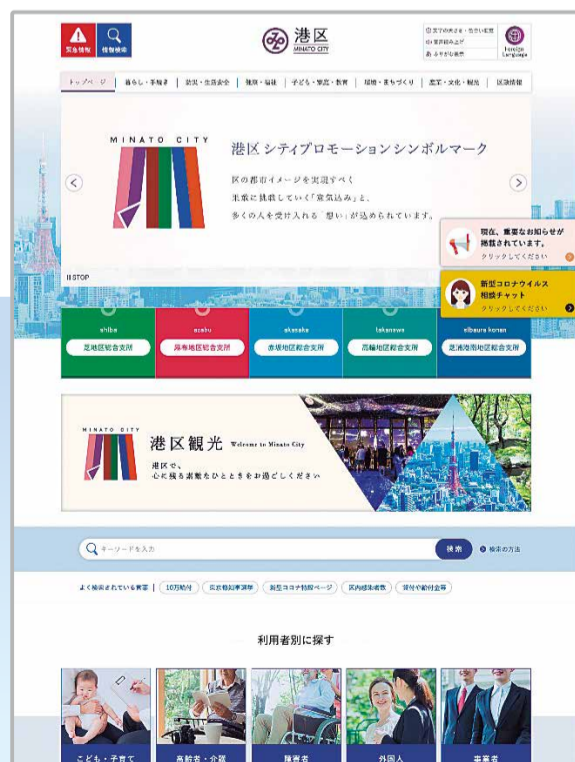 緊急情報
情報検索
港区
MINATO CITY
文字の大きさ・色合い変更
音声読み上げ
ふりがな表示
Foreign
Language
トップページ
暮らし・手続き
防災・生活安全
健康・福祉
子ども・家庭・教育
環境・まちづくり
産業・文化・観光
区政情報
MINATO CITY
港区シティプロモーションシンボルマーク
区の都市イメージを実現すべく
果敢に挑戦していく「意気込み」と、
多くの人を受け入れる「想い」が込められています。
STOP
現在、重要なお知らせが
掲載されています。
クリックしてください
新型コロナウイルス
相談チャット
クリックしてください
shiba
azabu
akasaka
takanawa
sibaura konan
芝地区総合支所
麻布地区総合支所
赤坂地区総合支所
高輪地区総合支所
芝浦港南地区総合支所
MINATO CITY
港区観光 Welcome to Minato City
港区で、
心に残る素敵なひとときをお過ごしください
キーワードを入力
検索
検索の方法
よく検索されている言葉
10万給付
東京都知事選挙
新型コロナ特設ページ
区内感染者数
貸付や給付金等
利用者別に探す
こども・子育て
高齢者・介護
障害者
外国人
事業者